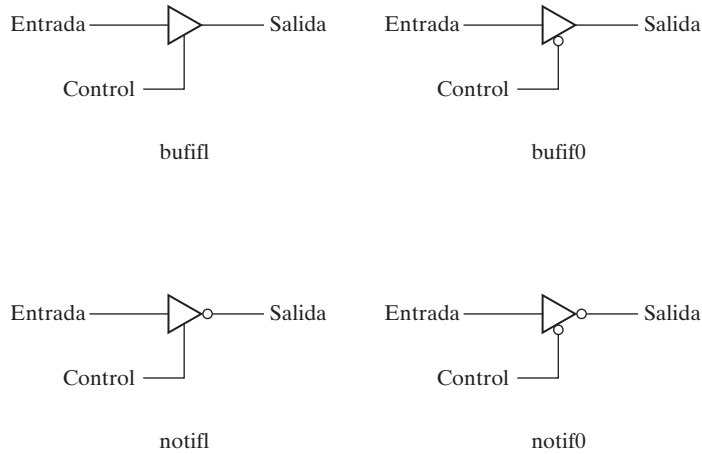 Entrada Salida Entrada Salida
Control Control
bufifl bufif0
Entrada Salida Entrada Salida
Control Control
notifl notif0